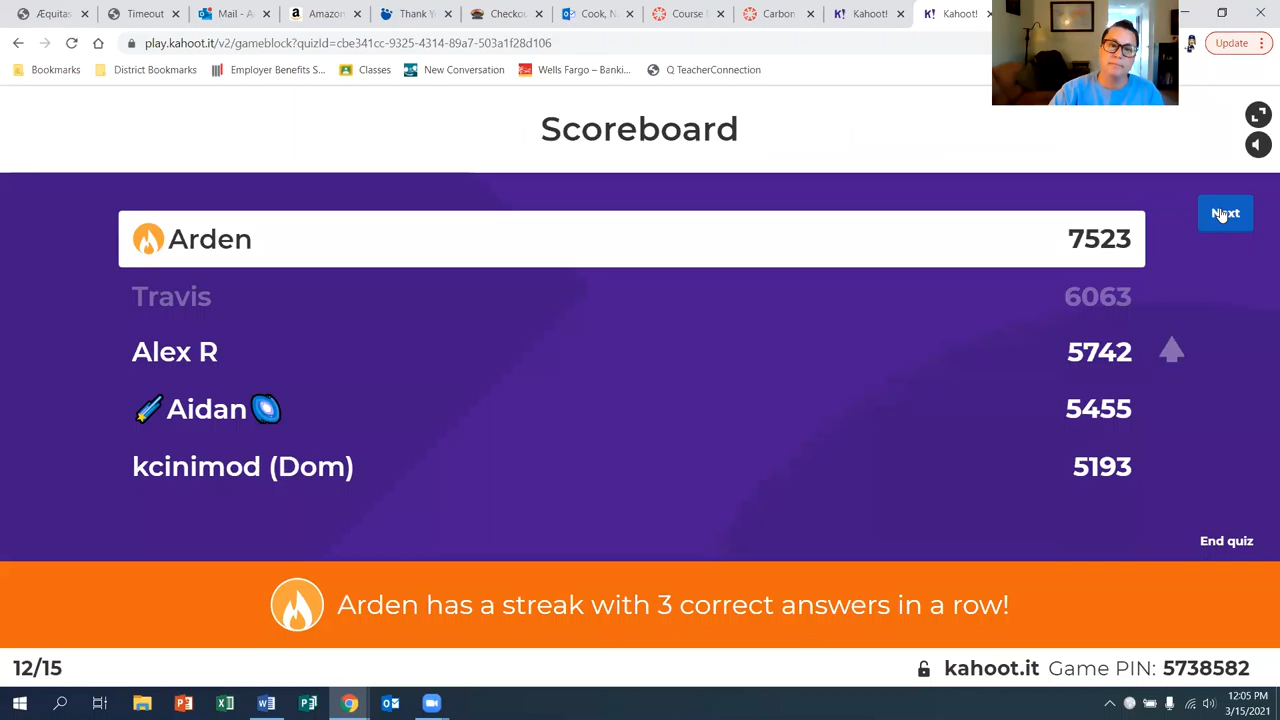 Æquitas
Timeout
Mail - A
Amazon
Thank
Checkou
Cook, N
Course
Carbon
Kahoot!
K! Kahoot!
play.kahoot.it/v2/gameblock?quizId=cbe341cc-9325-4314-89a7-503a1f28d106
Update
Bookmarks
District Bookmarks
Employer Benefits S...
Classes
New Conversation
Wells Fargo – Banki...
Q TeacherConnection
Scoreboard
Next
Arden 7523
Travis 6063
Alex R 5742
Aidan 5455
kcinimod (Dom) 5193
End quiz
Arden has a streak with 3 correct answers in a row!
12/15
kahoot.it Game PIN: 5738582
12:05 PM
3/15/2021